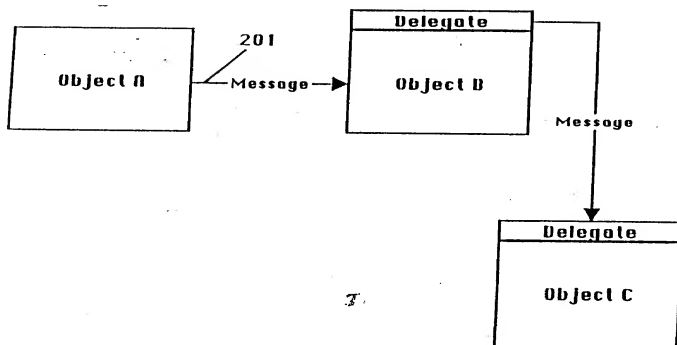 201
Delegate
Object A
Message
Object B
Message
Delegate
Object C